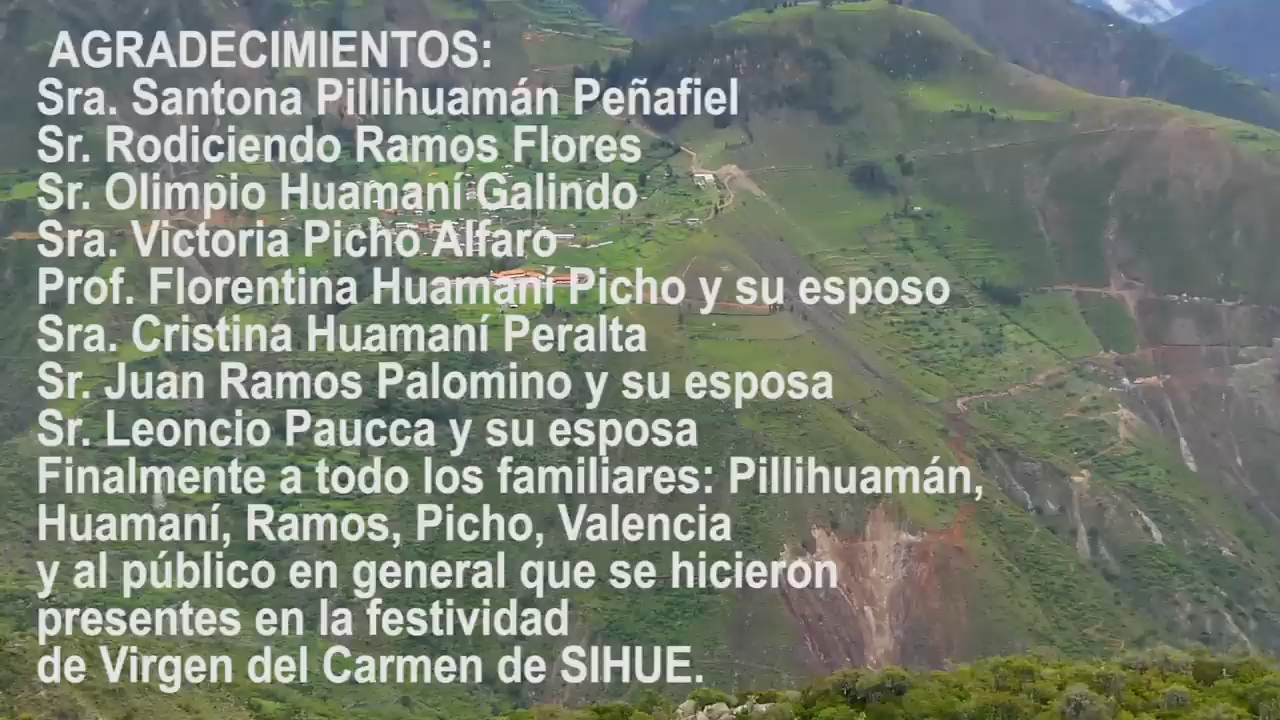 AGRADECIMIENTOS:
Sra. Santona Pillihuamán Peñafiel
Sr. Rodiciendo Ramos Flores
Sr. Olimpio Huamaní Galindo
Sra. Victoria Picho Alfaro
Prof. Florentina Huamaní Picho y su esposo
Sra. Cristina Huamaní Peralta
Sr. Juan Ramos Palomino y su esposa
Sr. Leoncio Paucca y su esposa
Finalmente a todo los familiares: Pillihuamán,
Huamaní, Ramos, Picho, Valencia
y al público en general que se hicieron
presentes en la festividad
de Virgen del Carmen de SIHUE.